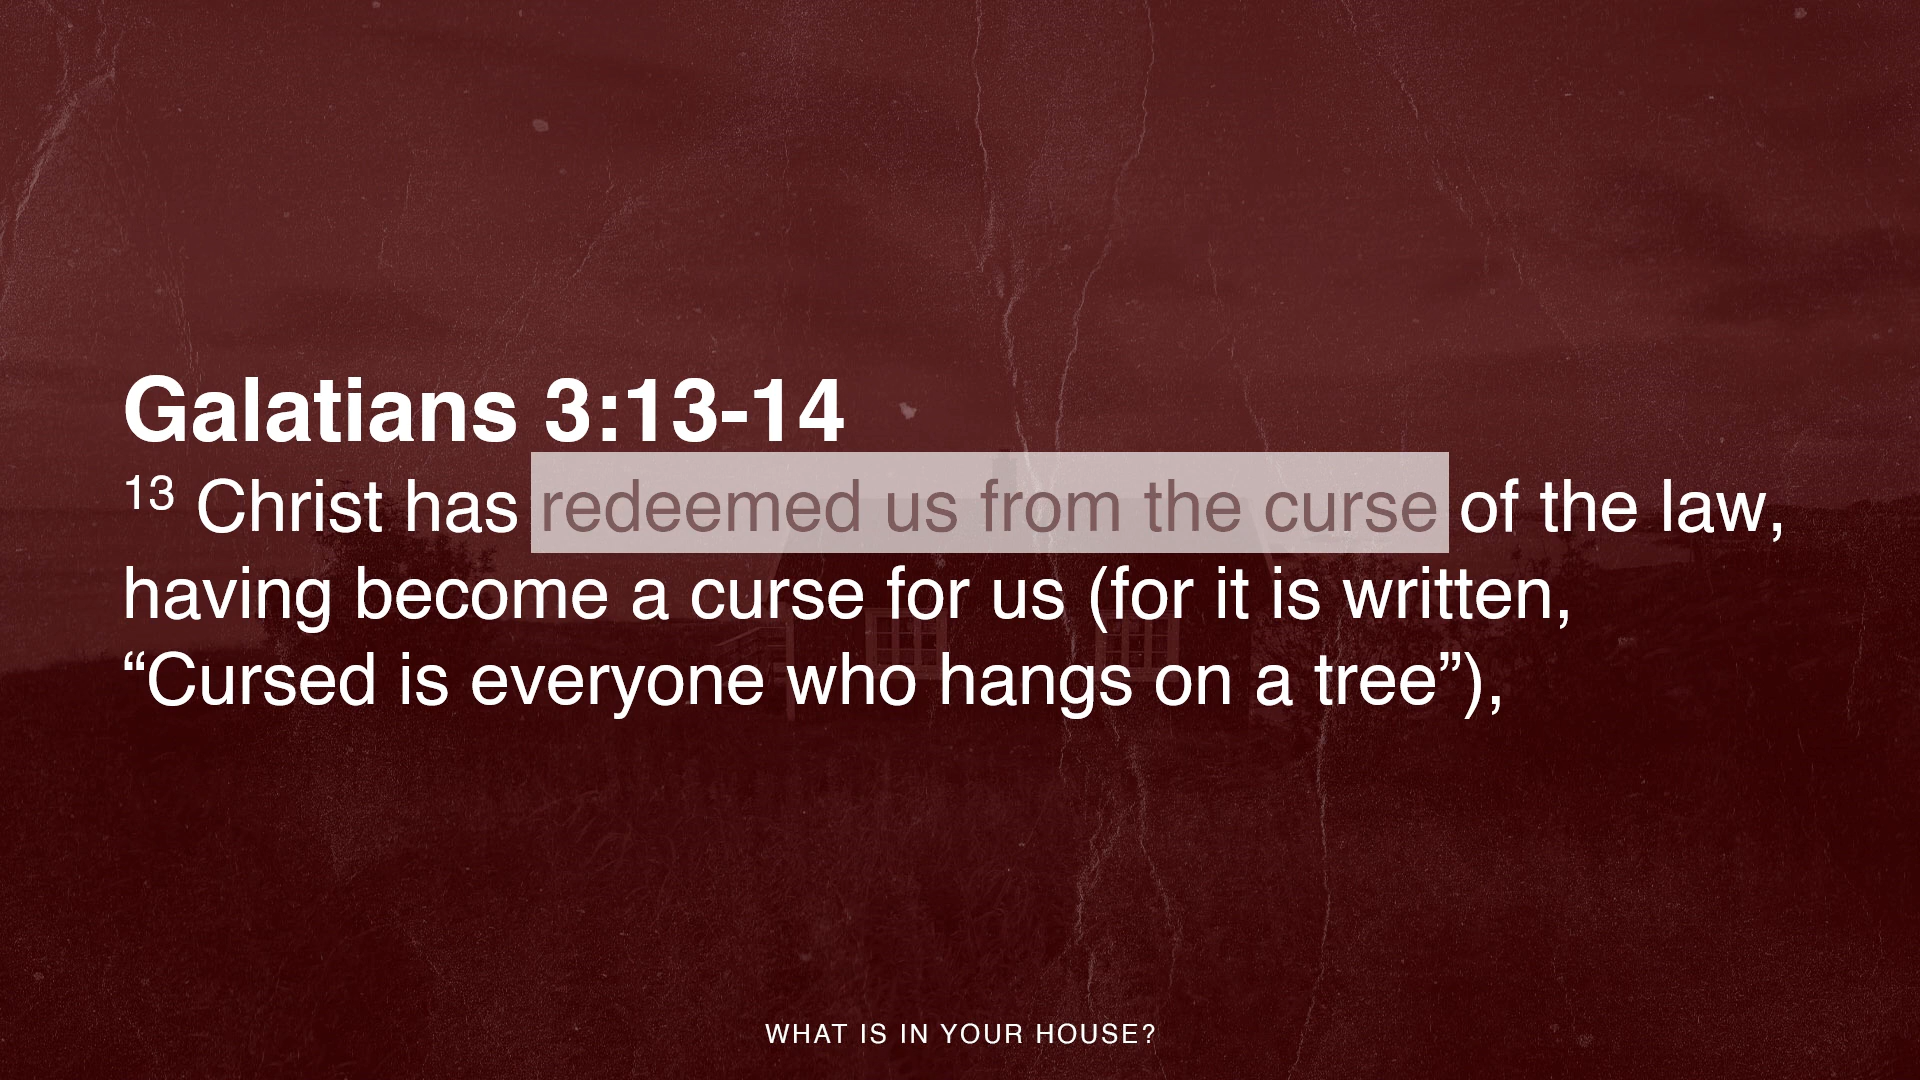 Galatians 3:13-14
13 Christ has redeemed us from the curse of the law,
having become a curse for us (for it is written,
“Cursed is everyone who hangs on a tree”),
WHAT IS IN YOUR HOUSE?